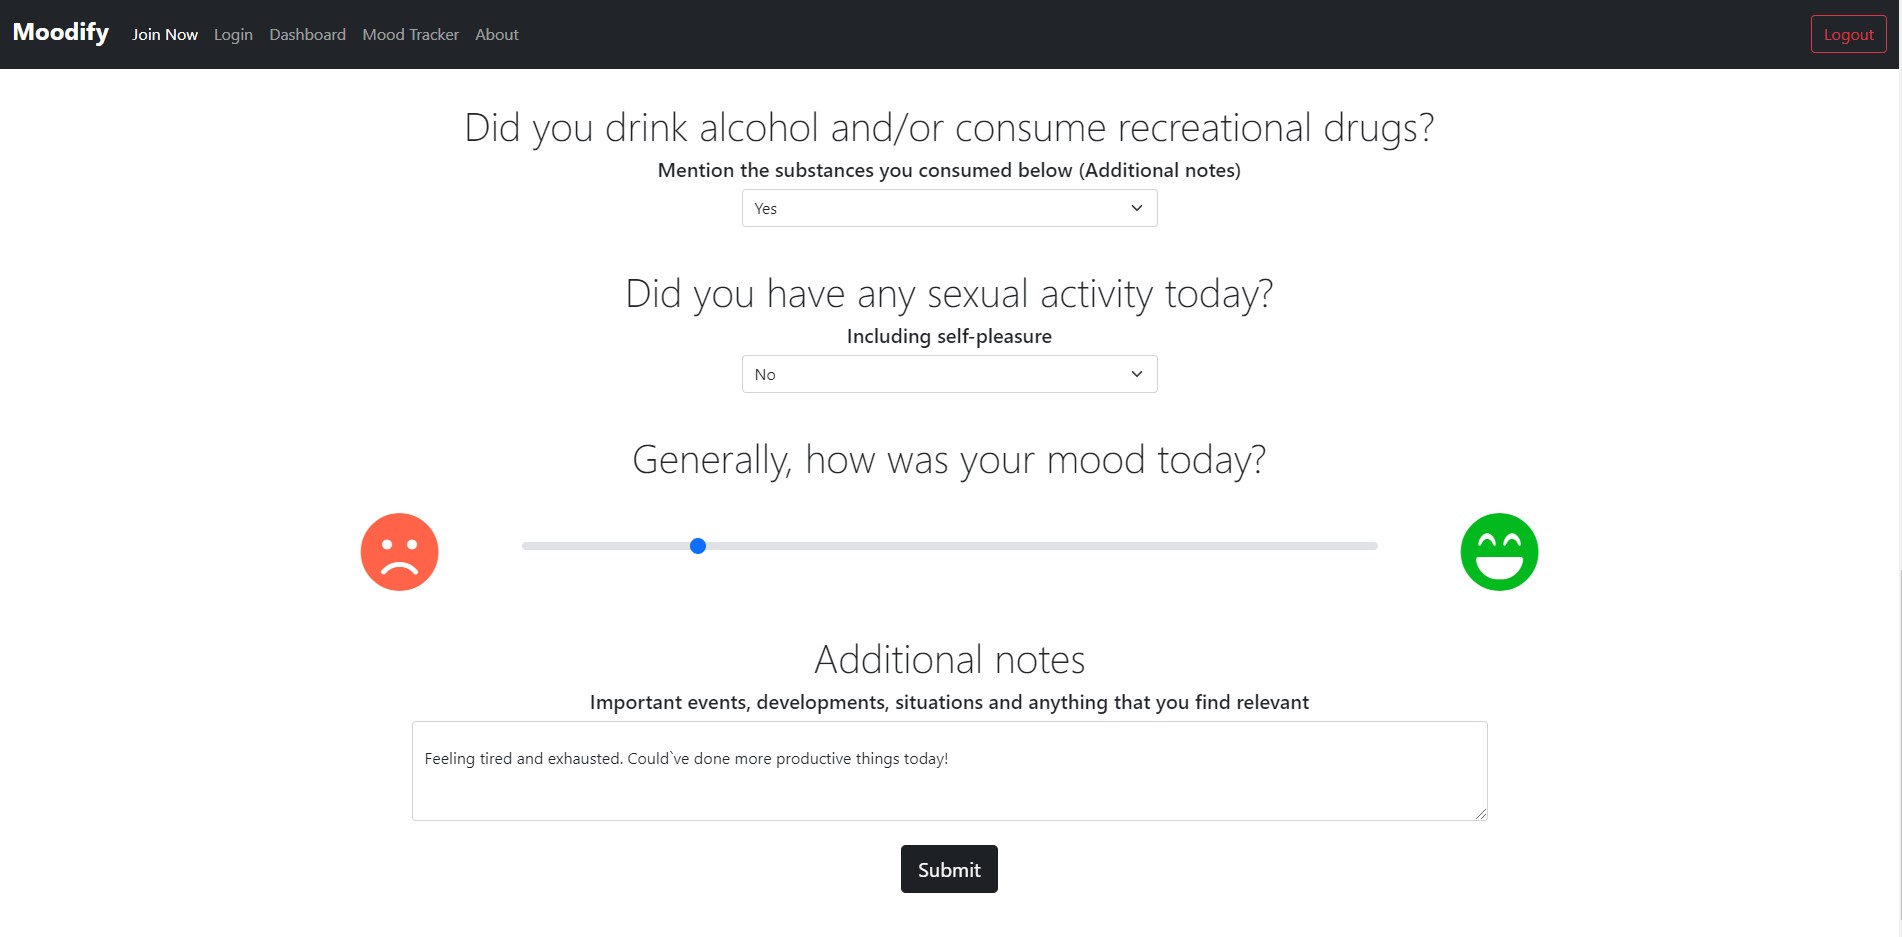 Moodify Join Now Login Dashboard Mood Tracker About Logout
Did you drink alcohol and/or consume recreational drugs?
Mention the substances you consumed below (Additional notes)
Yes
Did you have any sexual activity today?
Including self-pleasure
No
Generally, how was your mood today?
Additional notes
Important events, developments, situations and anything that you find relevant
Feeling tired and exhausted. Could`ve done more productive things today!
Submit